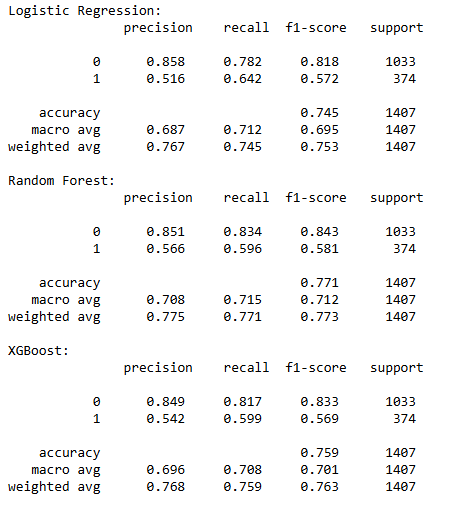 Logistic Regression:
precision recall f1-score support
0 0.858 0.782 0.818 1033
1 0.516 0.642 0.572 374
accuracy 0.745 1407
macro avg 0.687 0.712 0.695 1407
weighted avg 0.767 0.745 0.753 1407
Random Forest:
precision recall f1-score support
0 0.851 0.834 0.843 1033
1 0.566 0.596 0.581 374
accuracy 0.771 1407
macro avg 0.708 0.715 0.712 1407
weighted avg 0.775 0.771 0.773 1407
XGBoost:
precision recall f1-score support
0 0.849 0.817 0.833 1033
1 0.542 0.599 0.569 374
accuracy 0.759 1407
macro avg 0.696 0.708 0.701 1407
weighted avg 0.768 0.759 0.763 1407